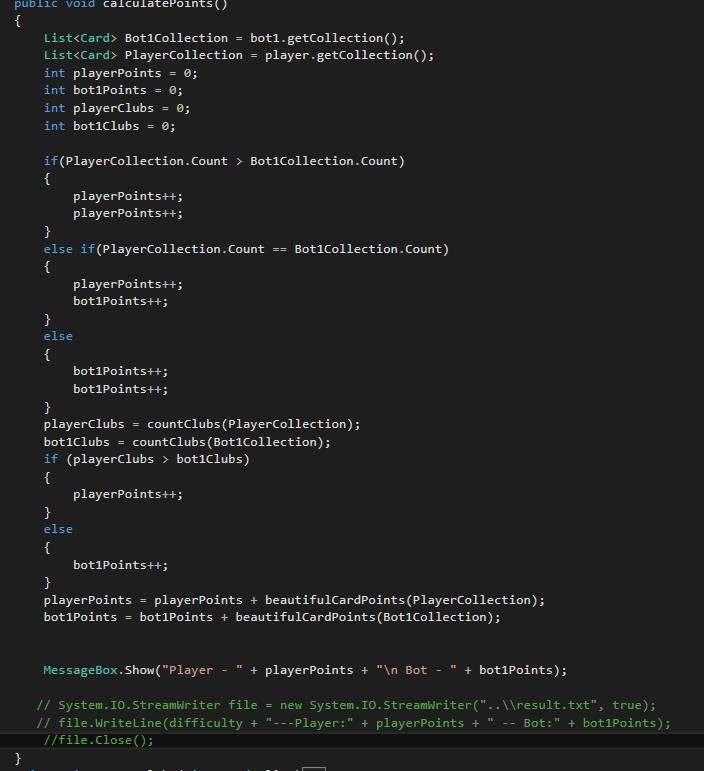 public void calculatePoints()
{
List<Card> Bot1Collection = bot1.getCollection();
List<Card> PlayerCollection = player.getCollection();
int playerPoints = 0;
int bot1Points = 0;
int playerClubs = 0;
int bot1Clubs = 0;
if(PlayerCollection.Count > Bot1Collection.Count)
{
playerPoints++;
playerPoints++;
}
else if(PlayerCollection.Count == Bot1Collection.Count)
{
playerPoints++;
bot1Points++;
}
else
{
bot1Points++;
bot1Points++;
}
playerClubs = countClubs(PlayerCollection);
bot1Clubs = countClubs(Bot1Collection);
if (playerClubs > bot1Clubs)
{
playerPoints++;
}
else
{
bot1Points++;
}
playerPoints = playerPoints + beautifulCardPoints(PlayerCollection);
bot1Points = bot1Points + beautifulCardPoints(Bot1Collection);
MessageBox.Show("Player - " + playerPoints + "\n Bot - " + bot1Points);
// System.IO.StreamWriter file = new System.IO.StreamWriter("..\\result.txt", true);
// file.WriteLine(difficulty + "---Player:" + playerPoints + " -- Bot:" + bot1Points);
//file.Close();
}